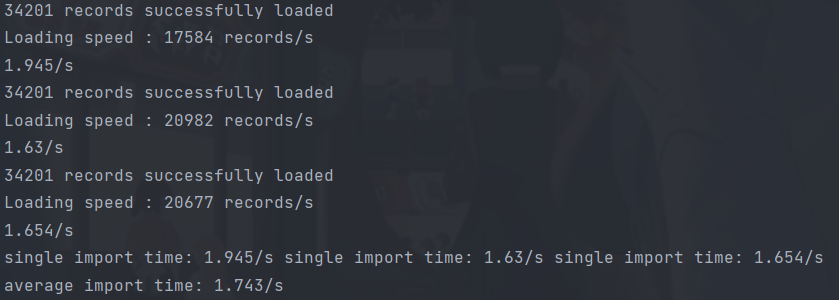 34201 records successfully loaded
Loading speed : 17584 records/s
1.945/s
34201 records successfully loaded
Loading speed : 20982 records/s
1.63/s
34201 records successfully loaded
Loading speed : 20677 records/s
1.654/s
single import time: 1.945/s single import time: 1.63/s single import time: 1.654/s
average import time: 1.743/s